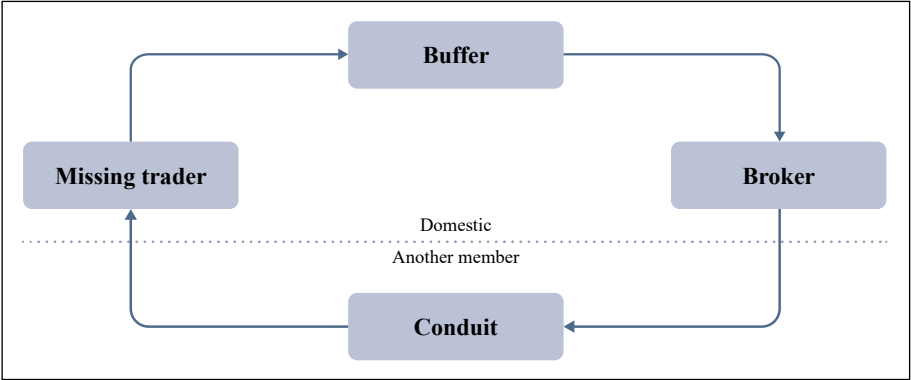 Buffer
Missing trader
Broker
Domestic
Another member
Conduit